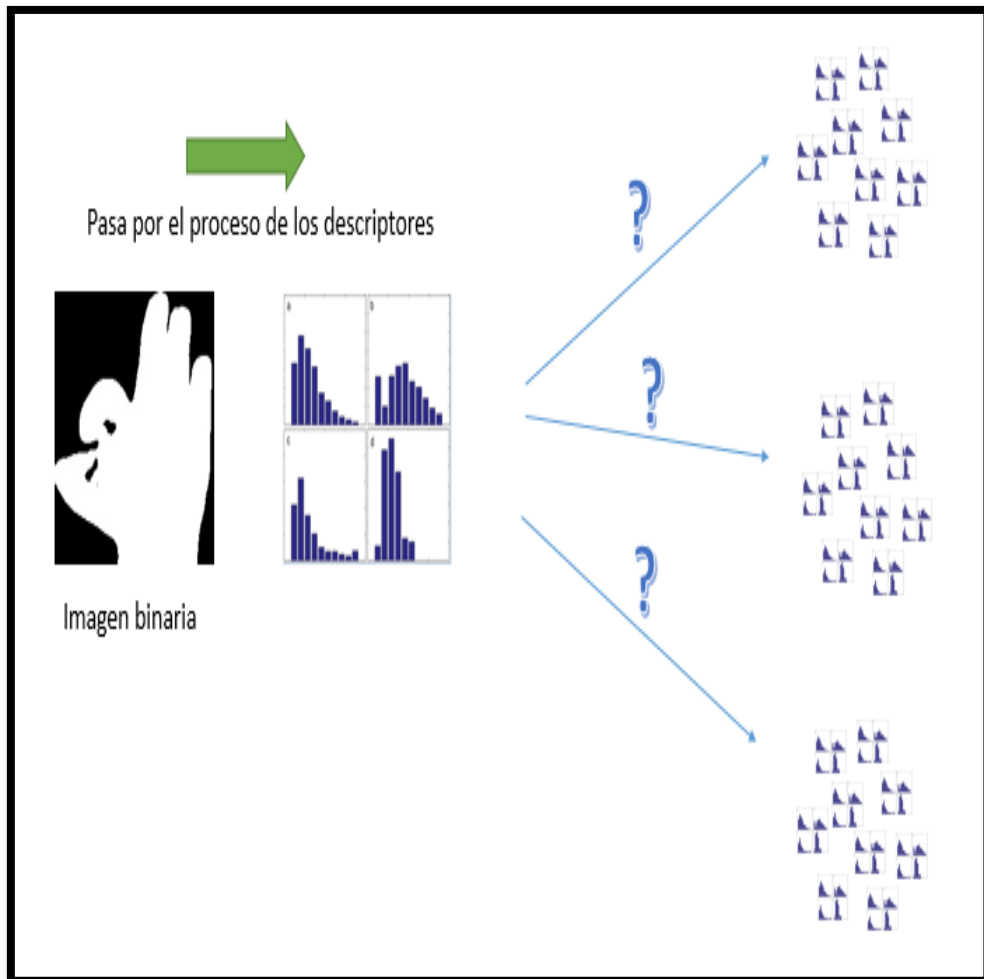 Pasa por el proceso de los descriptores
?
a
b
?
c
d
?
Imagen binaria